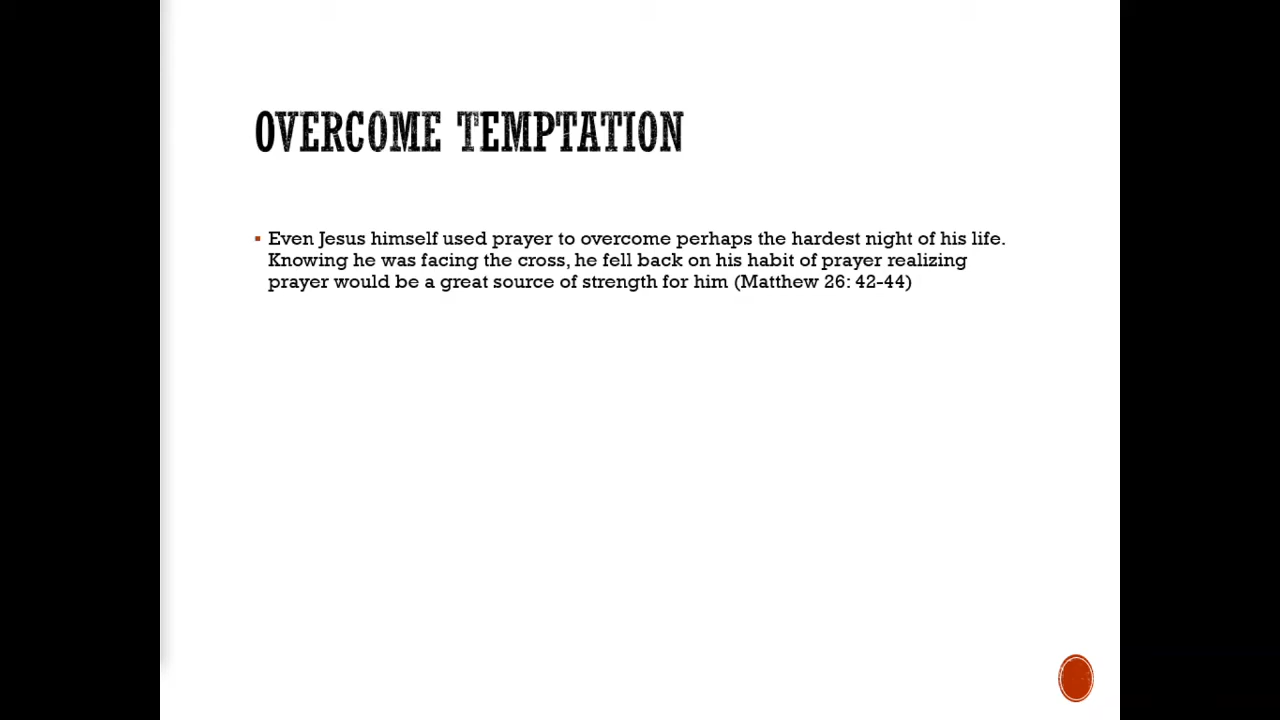 OVERCOME TEMPTATION
▪ Even Jesus himself used prayer to overcome perhaps the hardest night of his life.
Knowing he was facing the cross, he fell back on his habit of prayer realizing
prayer would be a great source of strength for him (Matthew 26: 42-44)